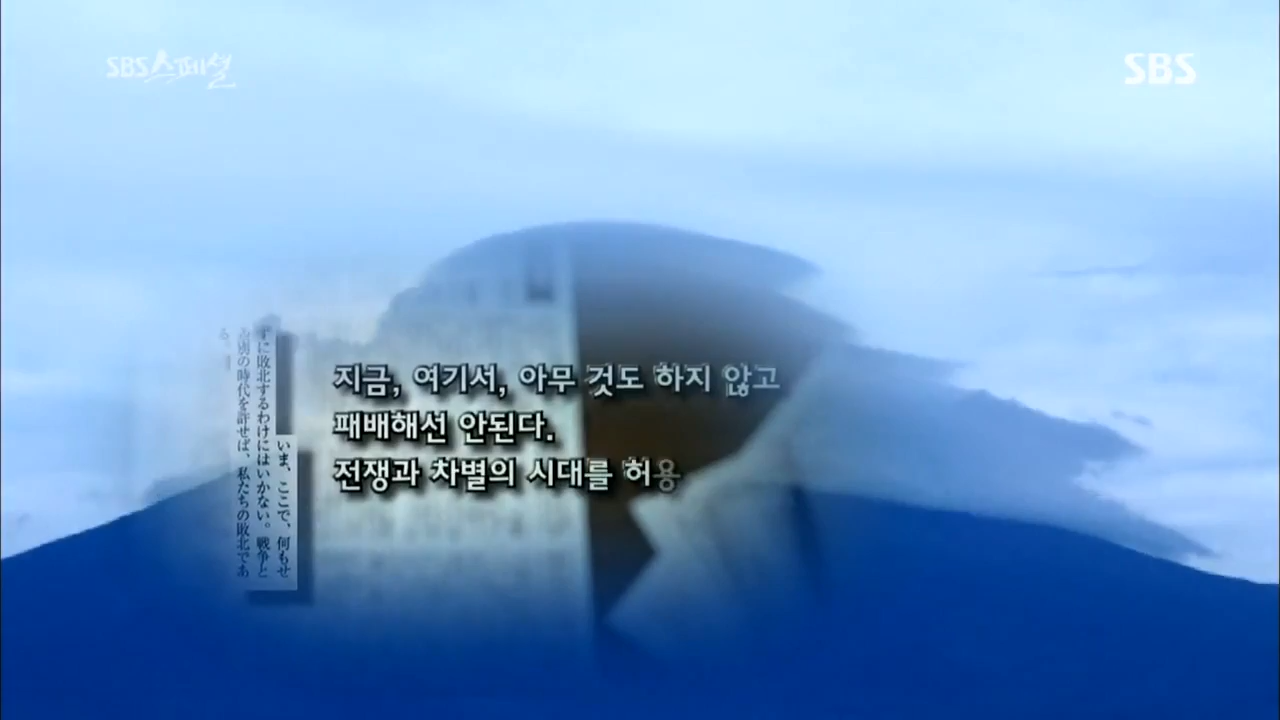 SBS스페셜
SBS
지금, 여기서, 아무 것도 하지 않고
패배해선 안된다.
전쟁과 차별의 시대를 허용
いま、ここで、何もせ
ずに敗北するわけにはいかない。戦争と
差別の時代を許せば、私たちの敗北であ
る。